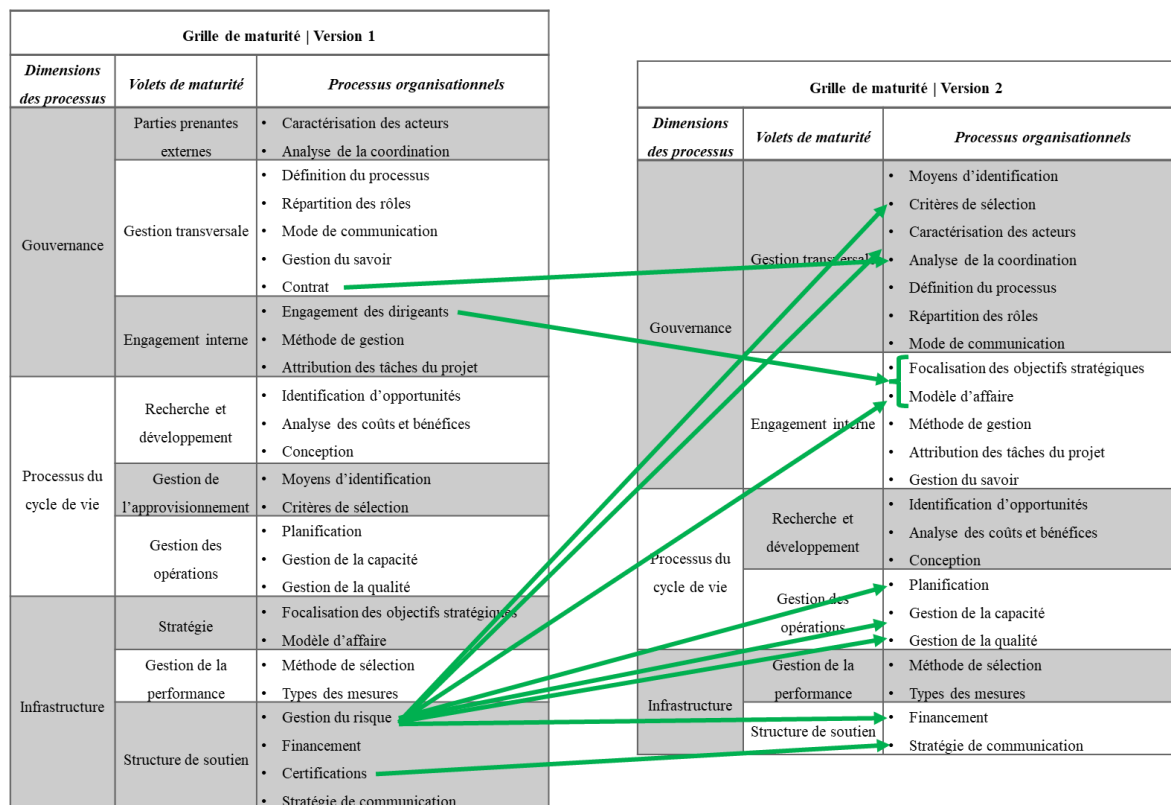 Grille de maturité | Version 1
Dimensions
des processus
Volets de maturité
Processus organisationnels
Gouvernance
Parties prenantes
externes
• Caractérisation des acteurs
• Analyse de la coordination
Gestion transversale
• Définition du processus
• Répartition des rôles
• Mode de communication
• Gestion du savoir
• Contrat
Engagement interne
• Engagement des dirigeants
• Méthode de gestion
• Attribution des tâches du projet
Processus du
cycle de vie
Recherche et
développement
• Identification d'opportunités
• Analyse des coûts et bénéfices
• Conception
Gestion de
l'approvisionnement
• Moyens d'identification
• Critères de sélection
Gestion des
opérations
• Planification
• Gestion de la capacité
• Gestion de la qualité
Infrastructure
Stratégie
• Focalisation des objectifs stratégiques
• Modèle d'affaire
Gestion de la
performance
• Méthode de sélection
• Types des mesures
Structure de soutien
• Gestion du risque
• Financement
• Certifications
• Stratégie de communication
Grille de maturité | Version 2
Dimensions
des processus
Volets de maturité
Processus organisationnels
Gouvernance
Gestion transversale
• Moyens d'identification
• Critères de sélection
• Caractérisation des acteurs
• Analyse de la coordination
• Définition du processus
• Répartition des rôles
• Mode de communication
Engagement interne
• Focalisation des objectifs stratégiques
• Modèle d'affaire
• Méthode de gestion
• Attribution des tâches du projet
• Gestion du savoir
Processus du
cycle de vie
Recherche et
développement
• Identification d'opportunités
• Analyse des coûts et bénéfices
• Conception
Gestion des
opérations
• Planification
• Gestion de la capacité
• Gestion de la qualité
Infrastructure
Gestion de la
performance
• Méthode de sélection
• Types des mesures
Structure de soutien
• Financement
• Stratégie de communication